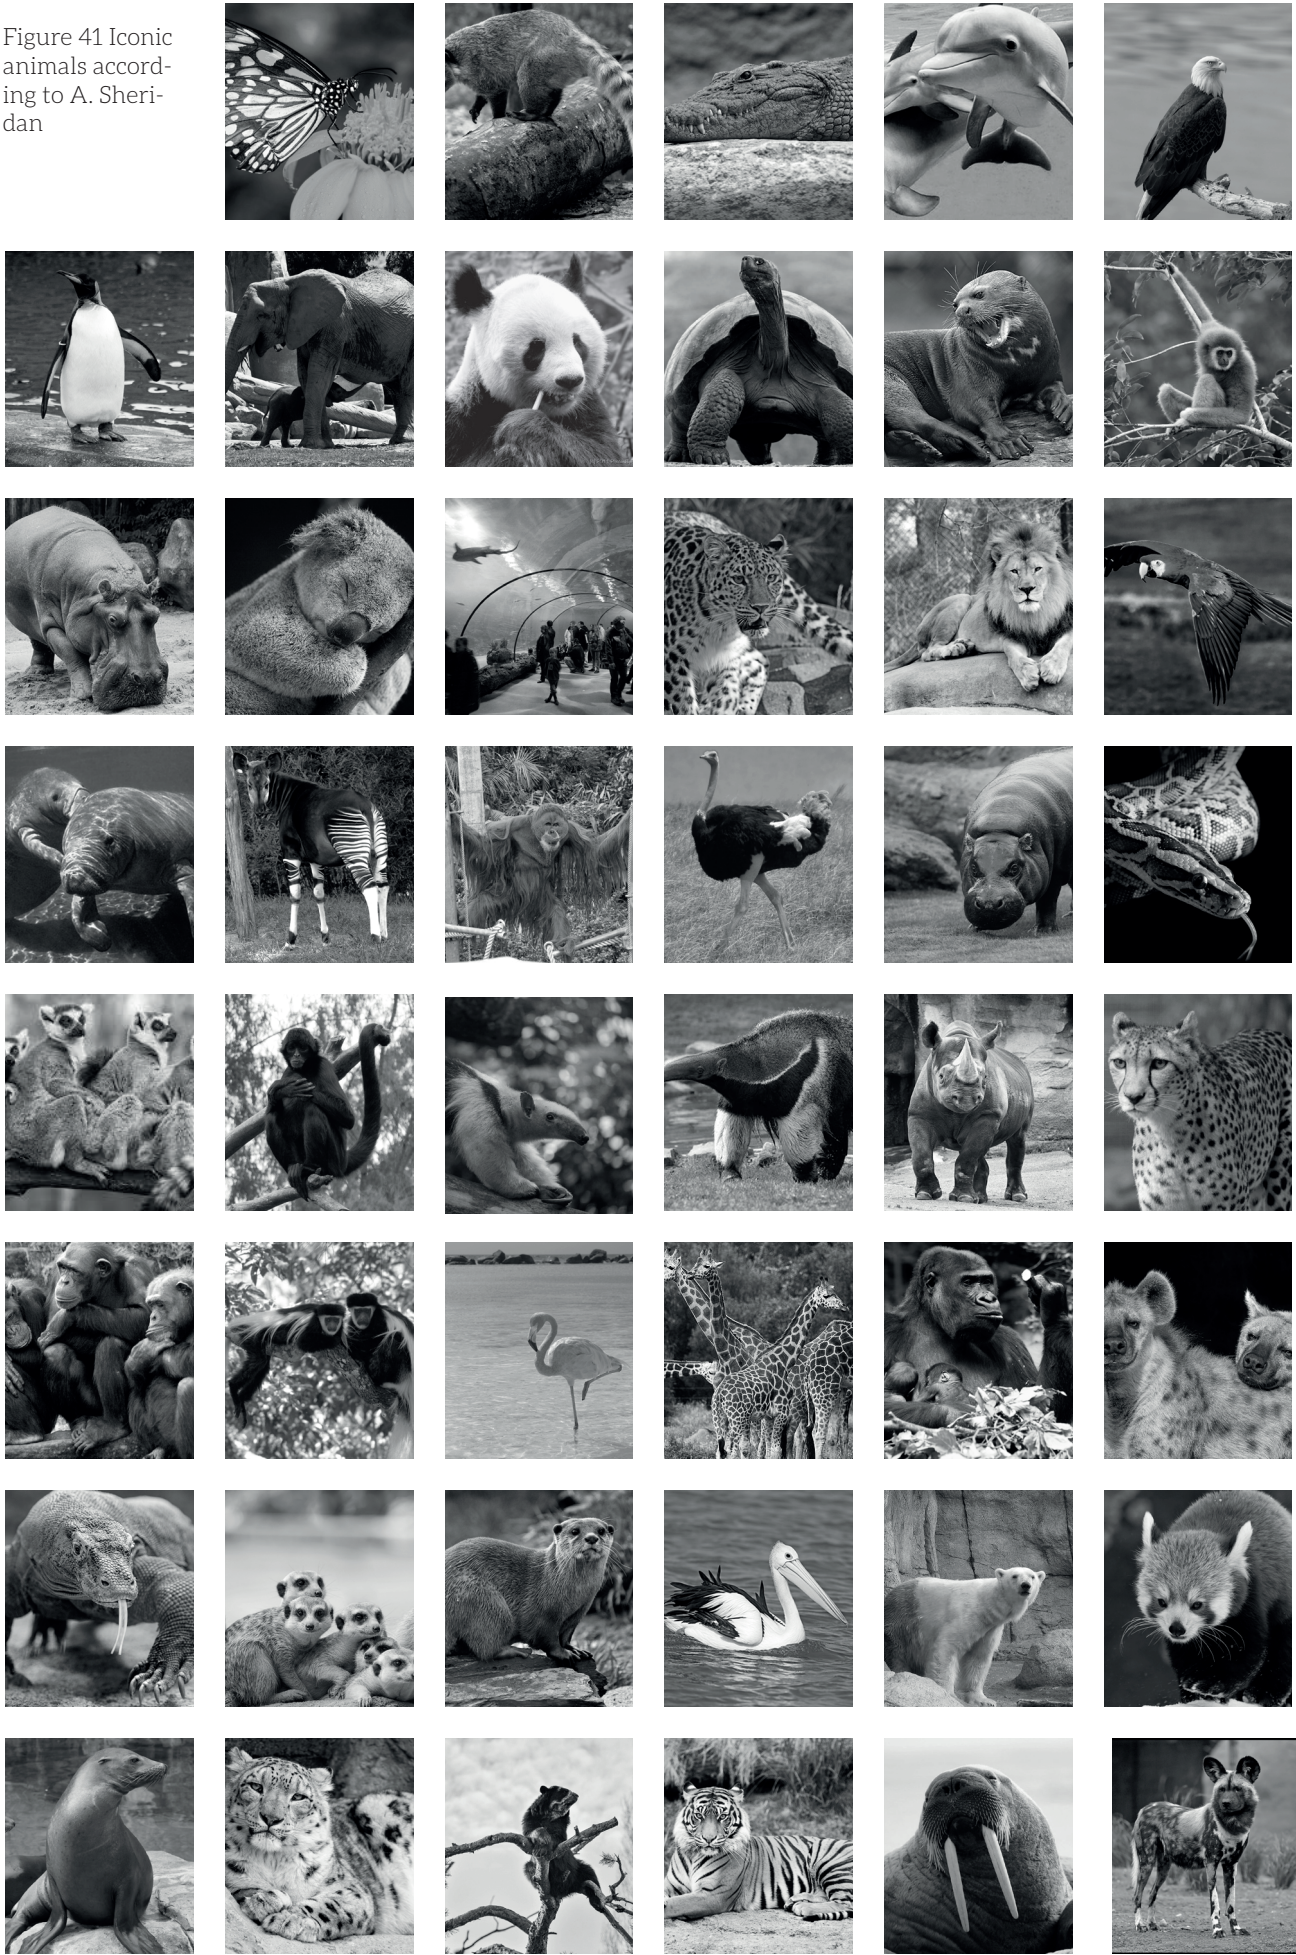 Figure 41 Iconic
animals accord-
ing to A. Sheri-
dan